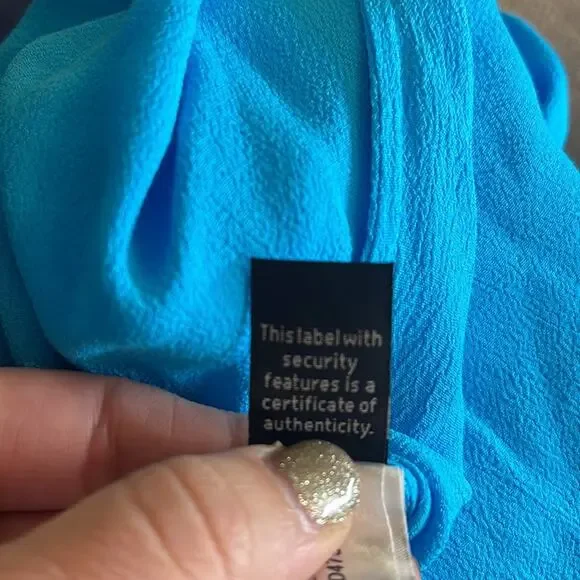 This label with
security
features is a
certificate of
authenticity.